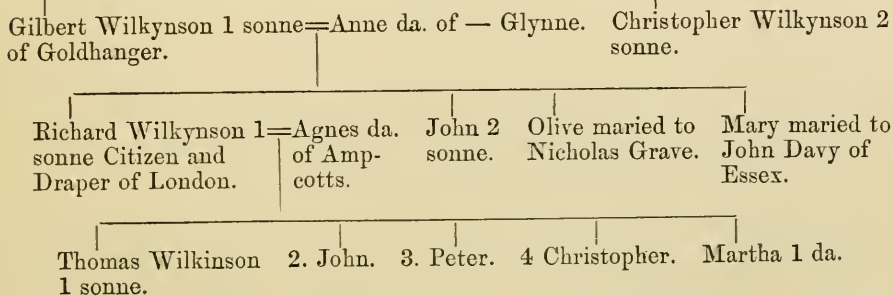 Gilbert Wilkynson 1 sonne=Anne da. of — Glynne. Christopher Wilkynson 2
of Goldhanger. sonne.
Richard Wilkynson 1=Agnes da. John 2 Olive maried to Mary maried to
sonne Citizen and of Amp- sonne. Nicholas Grave. John Davy of
Draper of London. cotts. Essex.
Thomas Wilkinson 2. John. 3. Peter. 4 Christopher. Martha 1 da.
1 sonne.